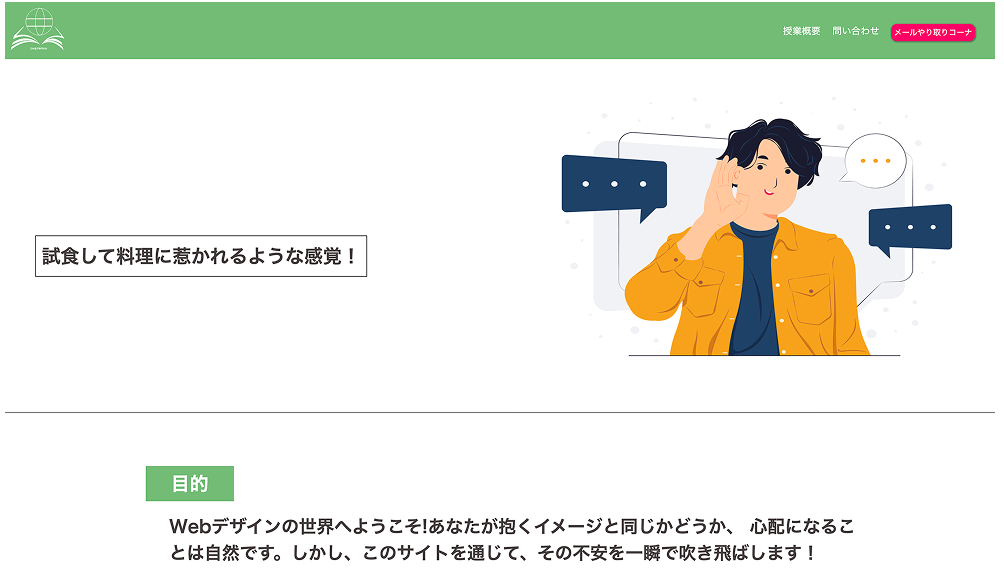 授業概要 問い合わせ メールやり取りコーナ
試食して料理に惹かれるような感覚！
目的
Webデザインの世界へようこそ!あなたが抱くイメージと同じかどうか、 心配になるこ
とは自然です。しかし、このサイトを通じて、その不安を一瞬で吹き飛ばします！